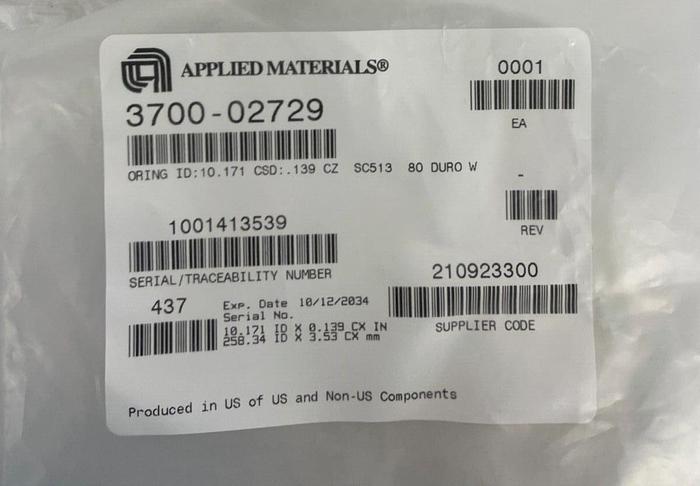 APPLIED MATERIALS®
0001
3700-02729
EA
ORING ID:10.171 CSD:.139 CZ SC513 80 DURO W
-
1001413539
REV
SERIAL/TRACEABILITY NUMBER
210923300
437
Exp. Date 10/12/2034
Serial No.
10.171 ID X 0.139 CX IN
258.34 ID X 3.53 CX mm
SUPPLIER CODE
Produced in US of US and Non-US Components